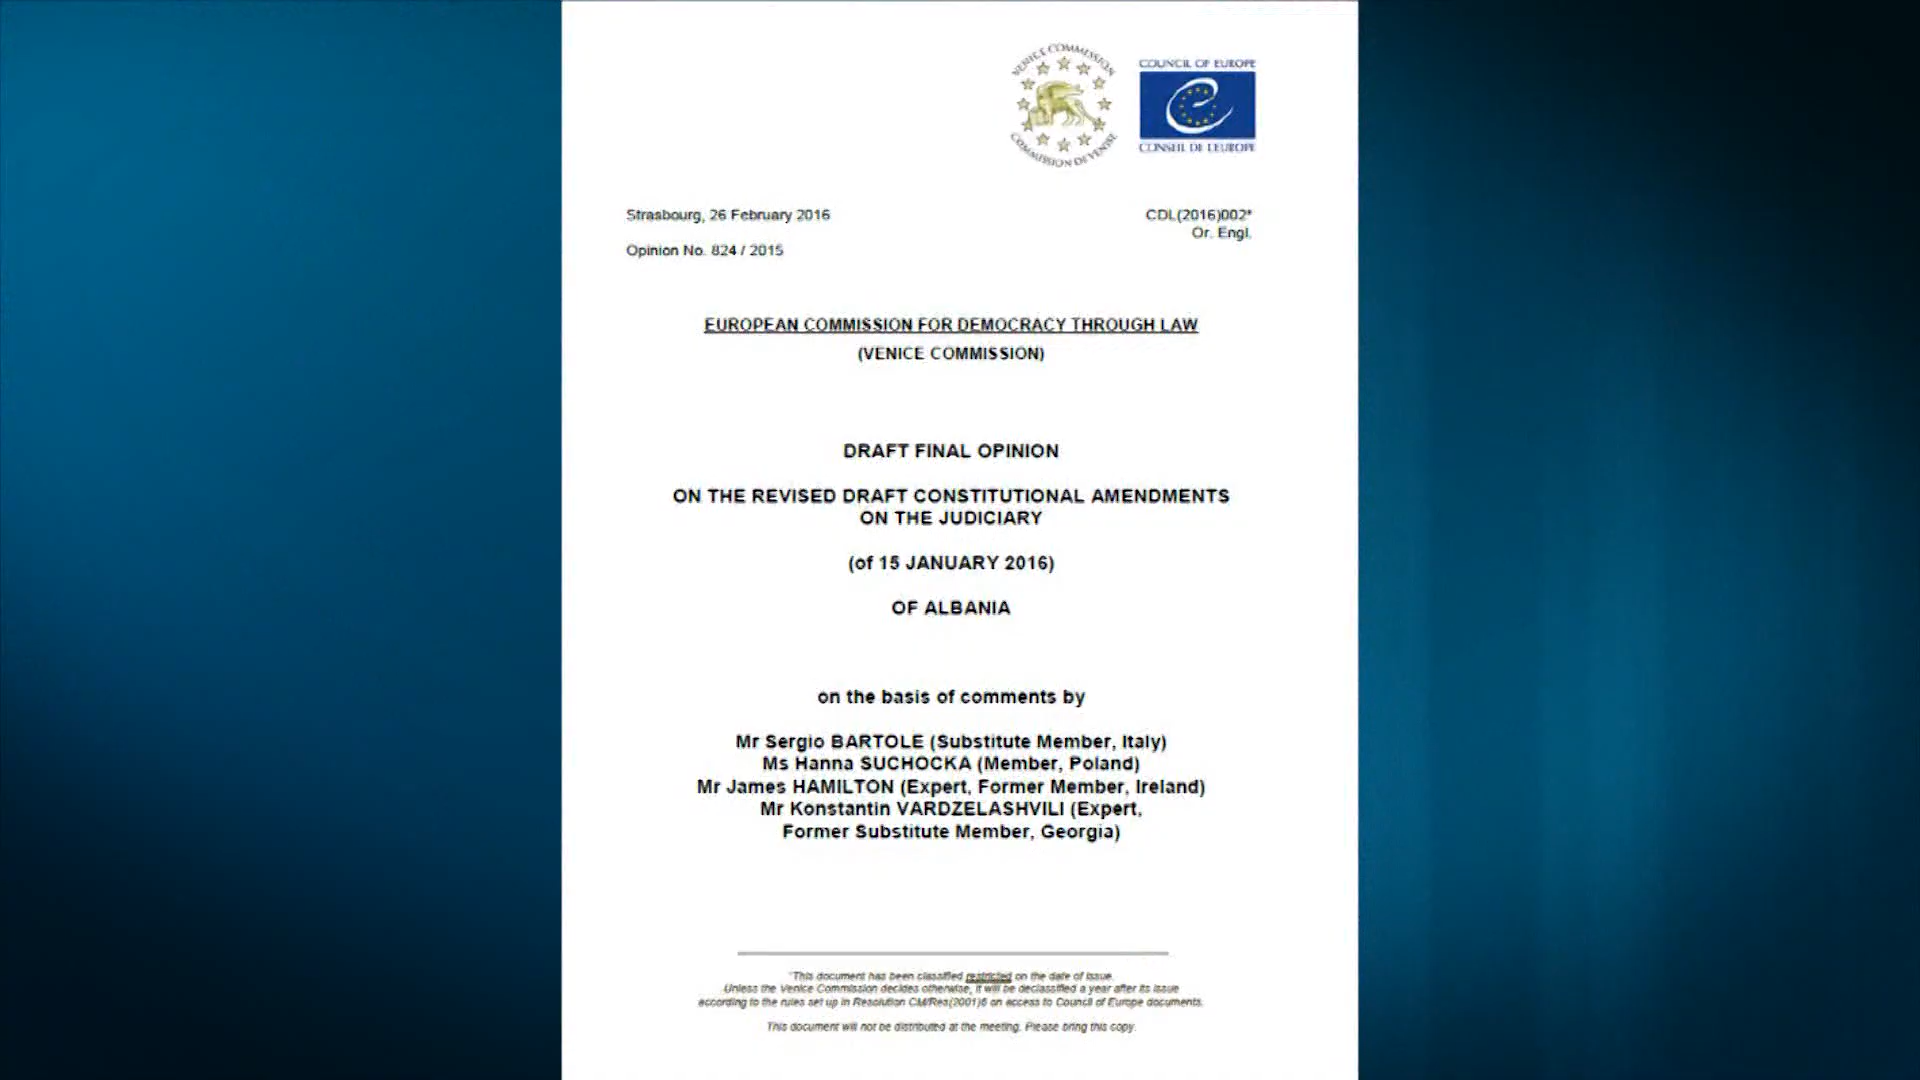 VENICE COMMISSION
COMMISSION DE VENISE
COUNCIL OF EUROPE
CONSEIL DE L'EUROPE
Strasbourg, 26 February 2016
CDL(2016)002*
Or. Engl.
Opinion No. 824 / 2015
EUROPEAN COMMISSION FOR DEMOCRACY THROUGH LAW
(VENICE COMMISSION)
DRAFT FINAL OPINION
ON THE REVISED DRAFT CONSTITUTIONAL AMENDMENTS
ON THE JUDICIARY
(of 15 JANUARY 2016)
OF ALBANIA
on the basis of comments by
Mr Sergio BARTOLE (Substitute Member, Italy)
Ms Hanna SUCHOCKA (Member, Poland)
Mr James HAMILTON (Expert, Former Member, Ireland)
Mr Konstantin VARDZELASHVILI (Expert,
Former Substitute Member, Georgia)
*This document has been classified restricted on the date of issue.
Unless the Venice Commission decides otherwise, it will be declassified a year after its issue
according to the rules set up in Resolution CM/Res(2001)6 on access to Council of Europe documents.
This document will not be distributed at the meeting. Please bring this copy.